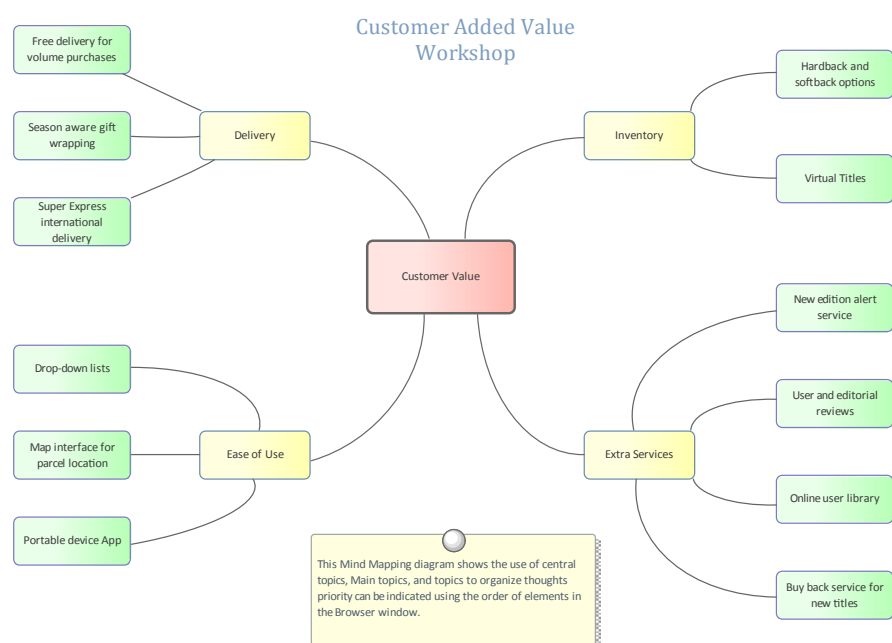 Customer Added Value
Workshop
Free delivery for
volume purchases
Season aware gift
wrapping
Super Express
international
delivery
Delivery
Inventory
Hardback and
softback options
Virtual Titles
Customer Value
New edition alert
service
User and editorial
reviews
Online user library
Buy back service for
new titles
Extra Services
Drop-down lists
Map interface for
parcel location
Portable device App
Ease of Use
This Mind Mapping diagram shows the use of central
topics, Main topics, and topics to organize thoughts
priority can be indicated using the order of elements in
the Browser window.